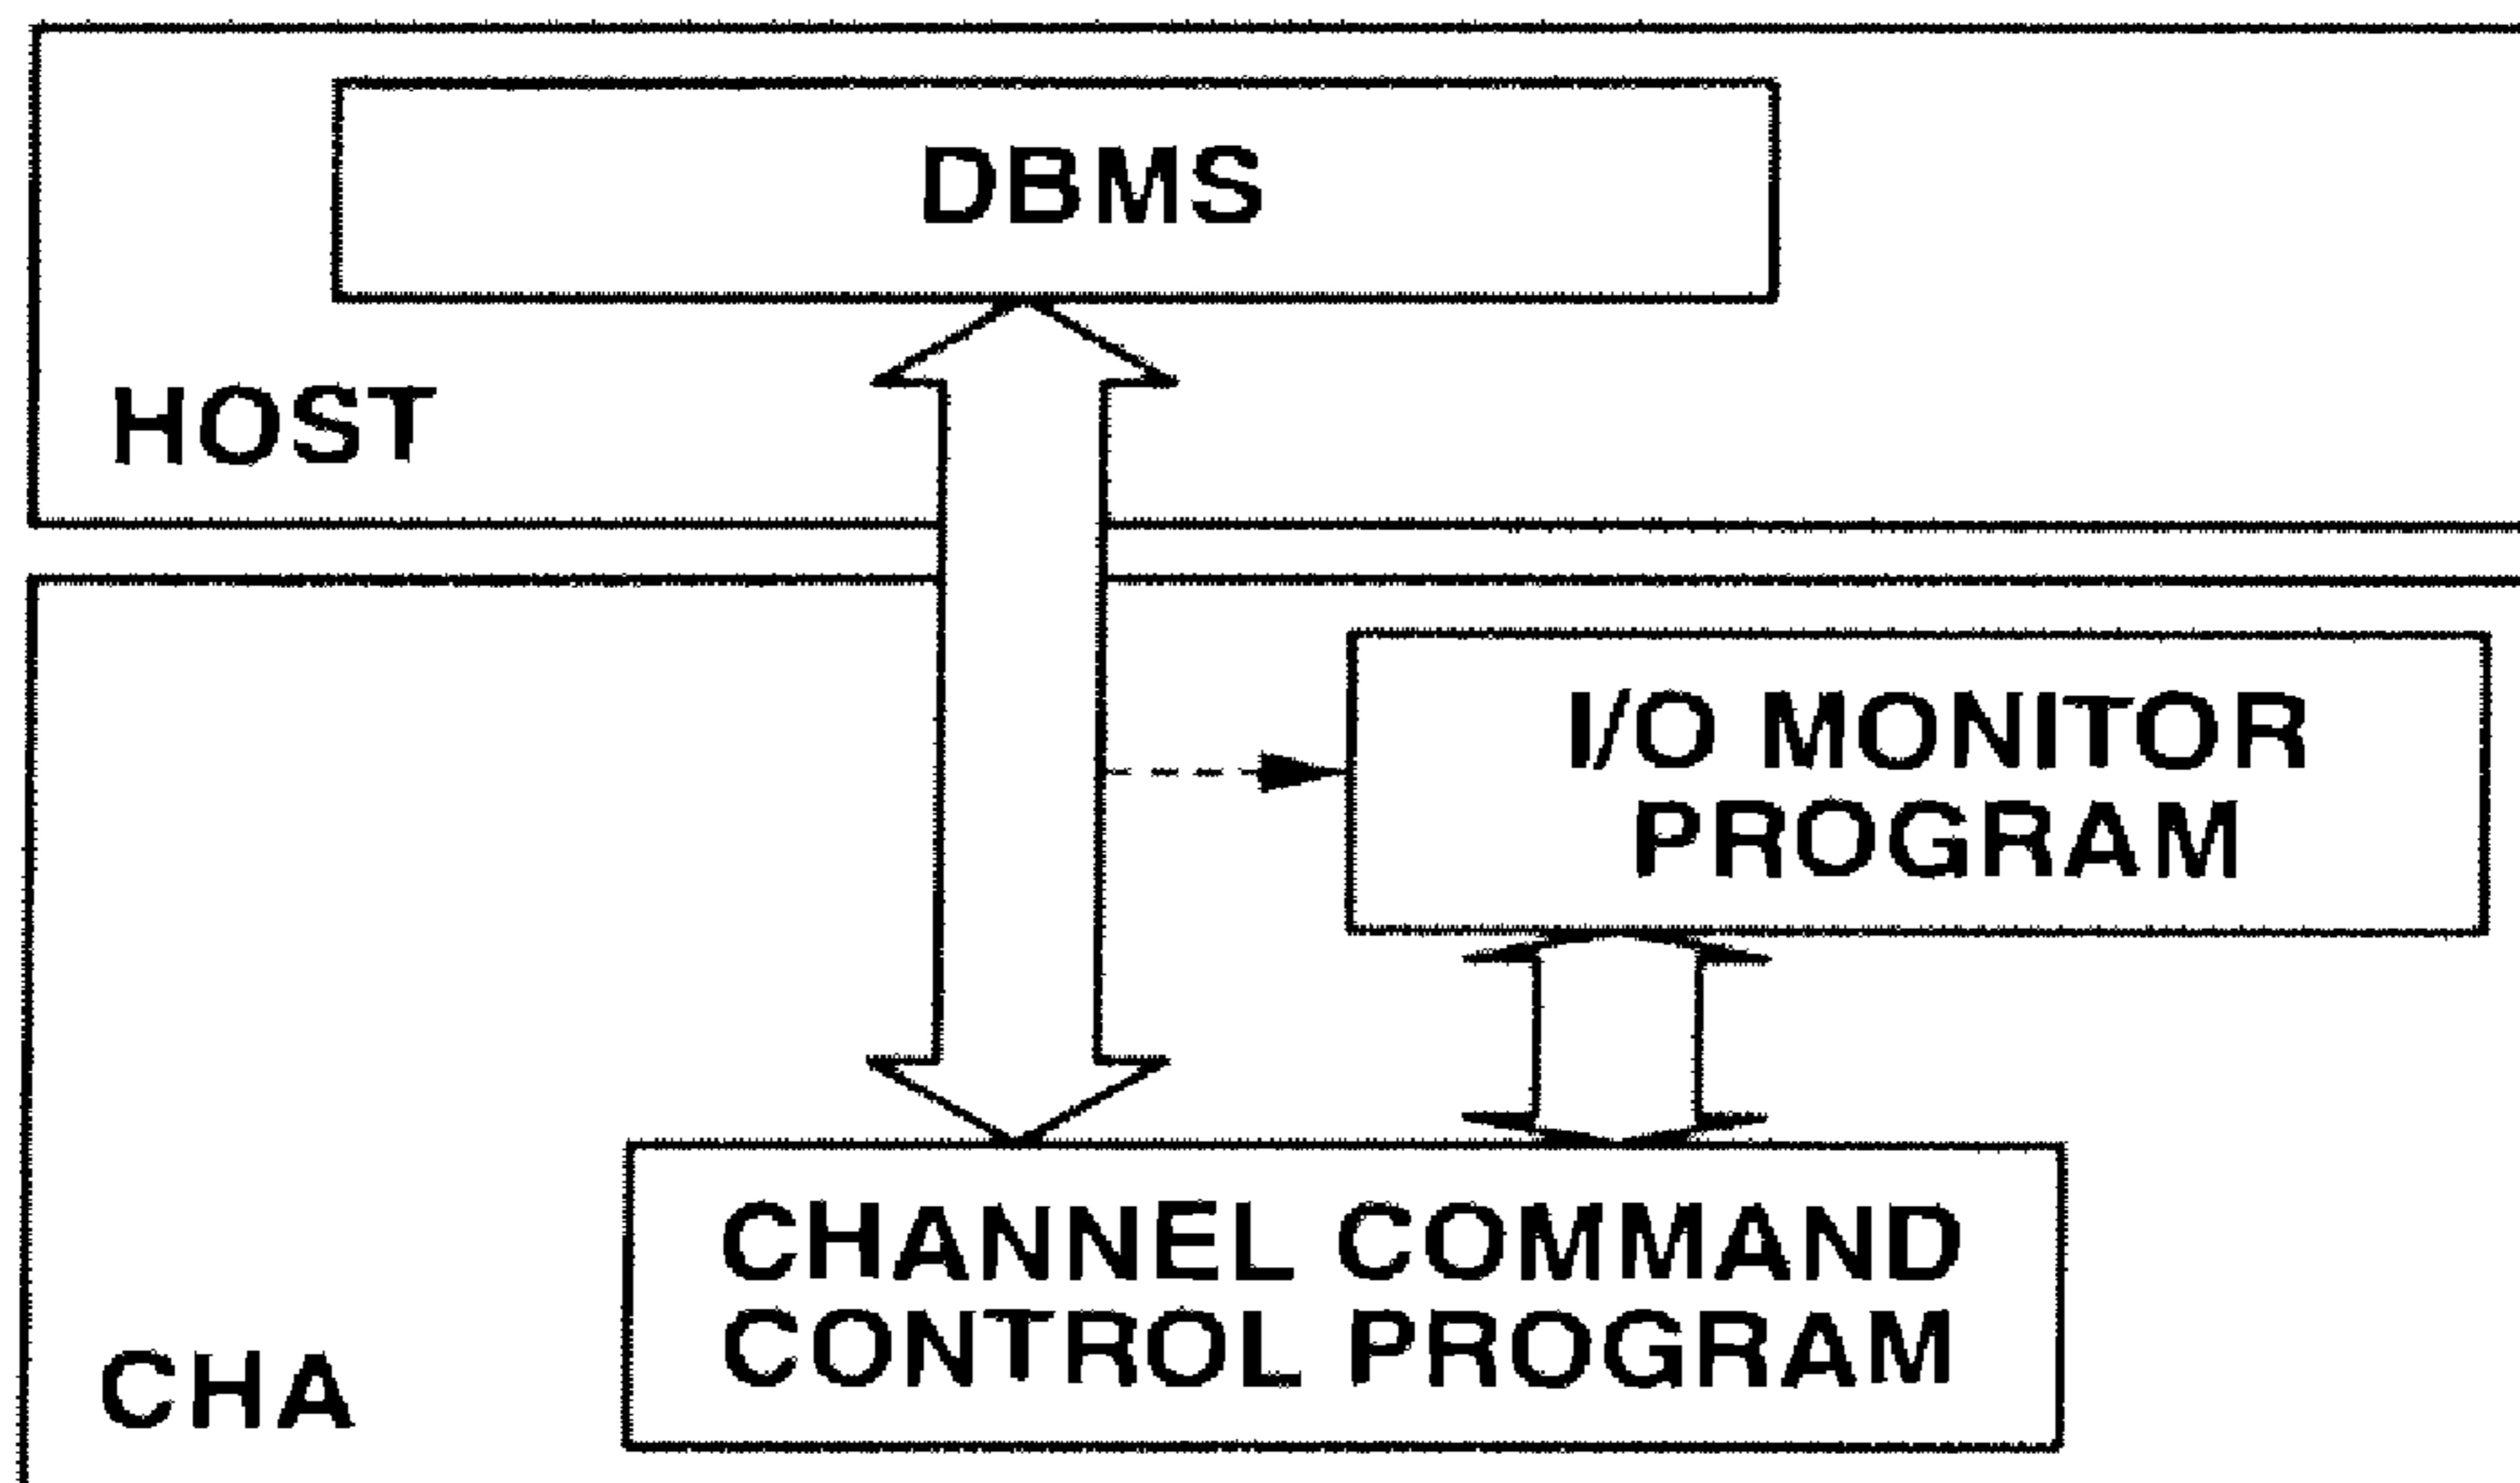 DBMS
HOST
I/O MONITOR
PROGRAM
CHANNEL COMMAND
CONTROL PROGRAM
CHA